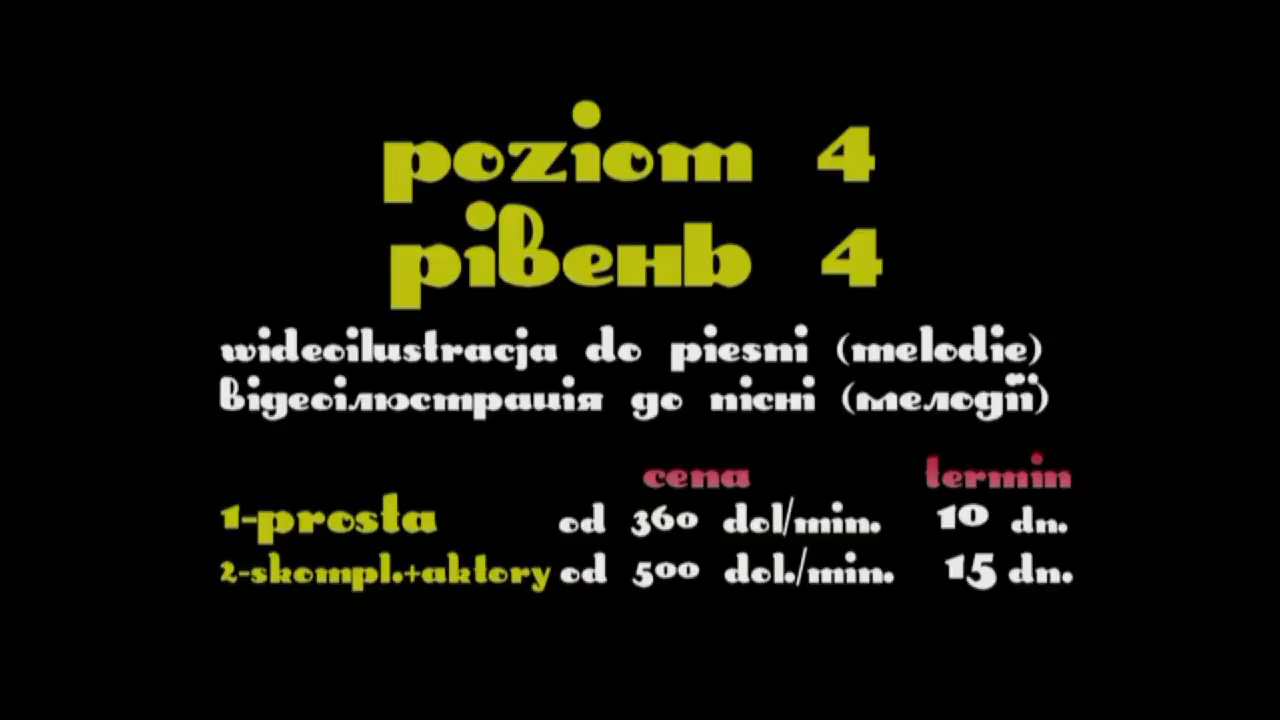 poziom 4
рівень 4
wideoilustracja do piesni (melodie)
відеоілюстрація до пісні (мелодії)
cena termin
1-prosta od 360 dol/min. 10 dn.
2-skompl.+aktory od 500 dol./min. 15 dn.